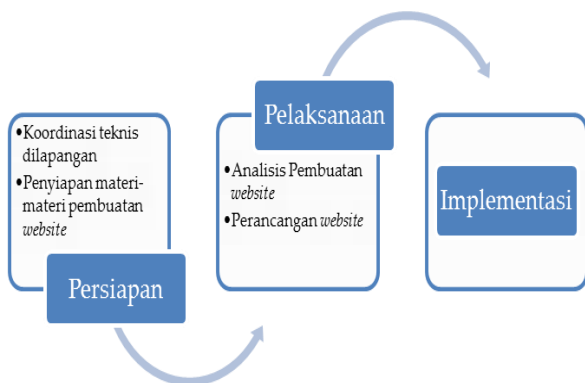 •Koordinasi teknis
dilapangan
•Penyiapan materi-
materi pembuatan
website
Persiapan
Pelaksanaan
•Analisis Pembuatan
website
•Perancangan website
Implementasi